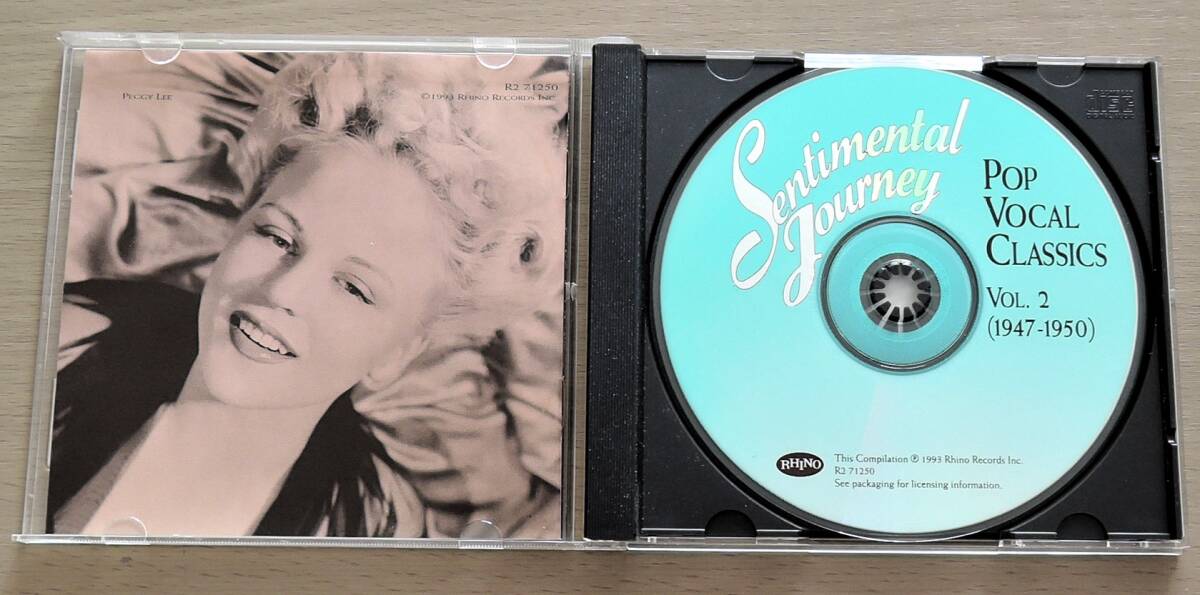 PEGGY LEE
R2 71250
©1993 RHINO RECORDS INC.
Sentimental
Journey
POP
VOCAL
CLASSICS
VOL. 2
(1947-1950)
RHINO
This Compilation ℗ 1993 Rhino Records Inc.
R2 71250
See packaging for licensing information.